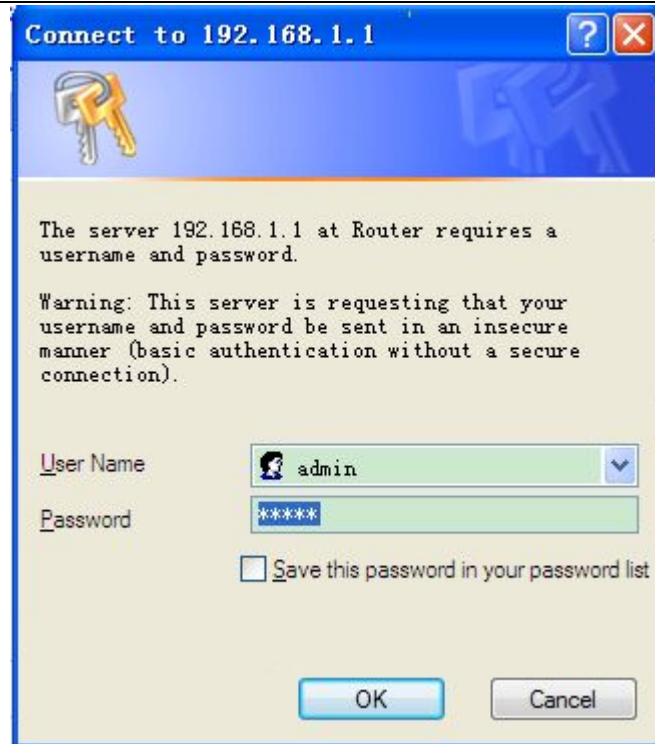 Connect to 192.168.1.1
?
The server 192.168.1.1 at Router requires a
username and password.
Warning: This server is requesting that your
username and password be sent in an insecure
manner (basic authentication without a secure
connection).
User Name
admin
Password
*****
Save this password in your password list
OK
Cancel